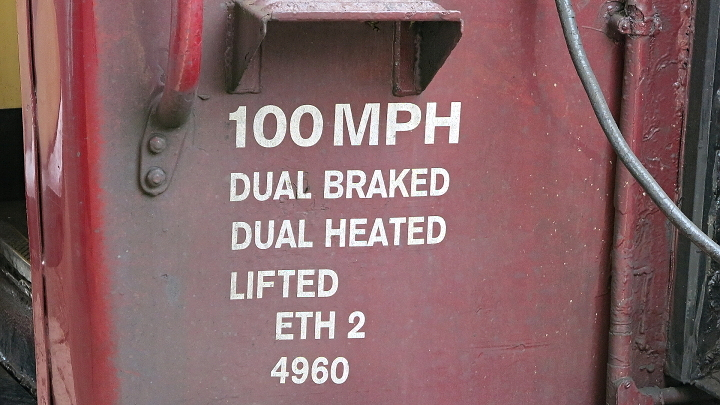 100 MPH
DUAL BRAKED
DUAL HEATED
LIFTED
ETH 2
4960